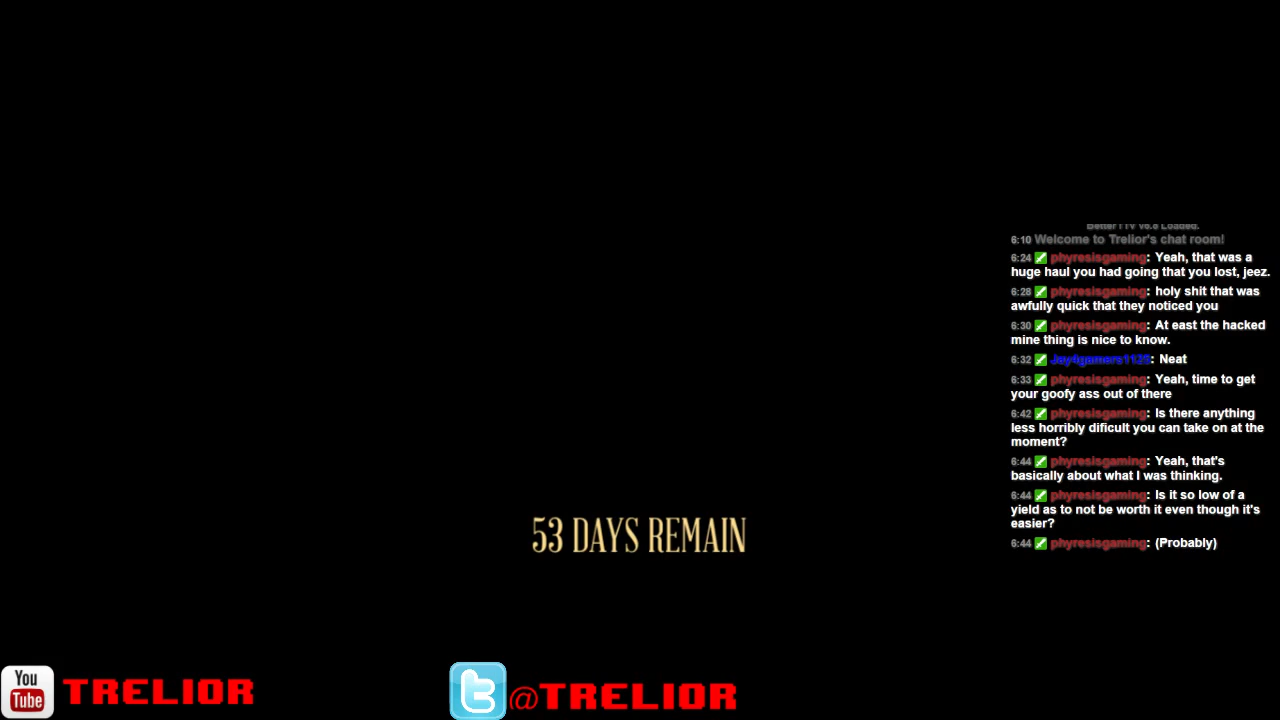 Better TTV v6.8 Loaded.
6:10 Welcome to Trelior's chat room!
6:24 phyresisgaming: Yeah, that was a
huge haul you had going that you lost, jeez.
6:28 phyresisgaming: holy shit that was
awfully quick that they noticed you
6:30 phyresisgaming: At east the hacked
mine thing is nice to know.
6:32 Jay4gamers1129: Neat
6:33 phyresisgaming: Yeah, time to get
your goofy ass out of there
6:42 phyresisgaming: Is there anything
less horribly dificult you can take on at the
moment?
6:44 phyresisgaming: Yeah, that's
basically about what I was thinking.
6:44 phyresisgaming: Is it so low of a
yield as to not be worth it even though it's
easier?
6:44 phyresisgaming: (Probably)
53 DAYS REMAIN
You
Tube
TRELIOR
@TRELIOR